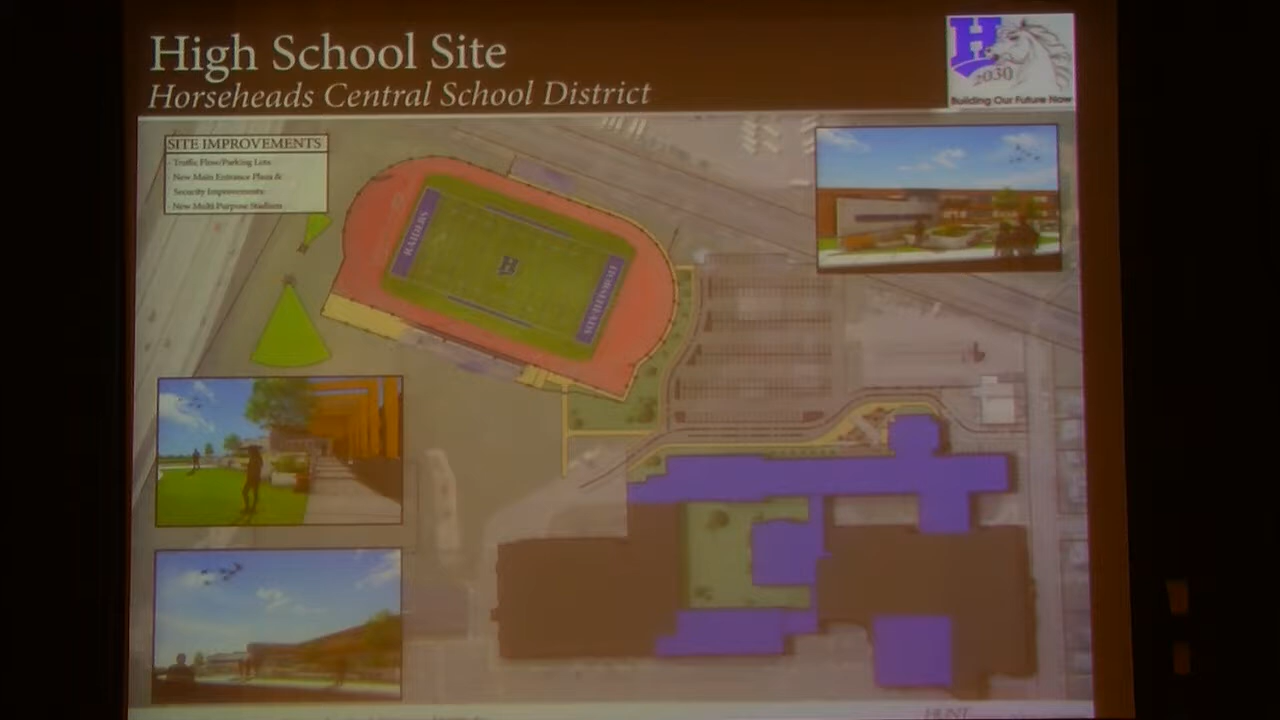 High School Site
Horseheads Central School District
H
2030
Building Our Future Now
SITE IMPROVEMENTS
- Traffic Flow/Parking Lots
- New Main Entrance Plaza &
Security Improvements
- New Multi Purpose Stadium
RAIDERS
H
HORSEHEADS
HUNT